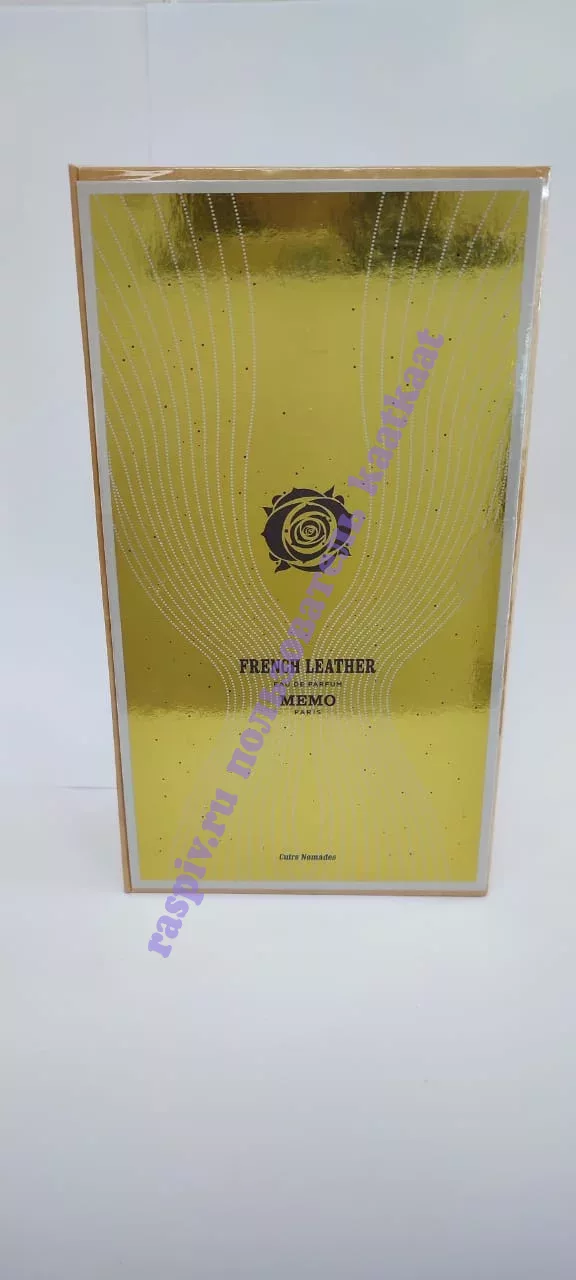 FRENCH LEATHER
EAU DE PARFUM
MEMO
PARIS
Cuirs Nomades
raspiv.ru пользователь kaatkaat